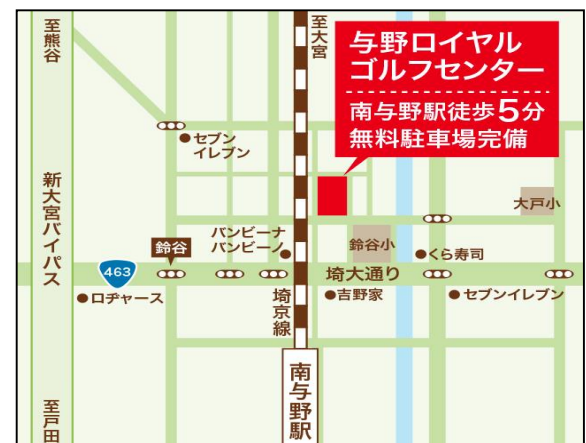 至熊谷
至大宮
与野ロイヤル
ゴルフセンター
南与野駅徒歩5分
無料駐車場完備
セブン
イレブン
新大宮バイパス
大戸小
バンビーナ
バンビーノ
鈴谷
鈴谷小
くら寿司
463
埼大通り
ロヂャース
埼京線
吉野家
セブンイレブン
南与野駅
至戸田